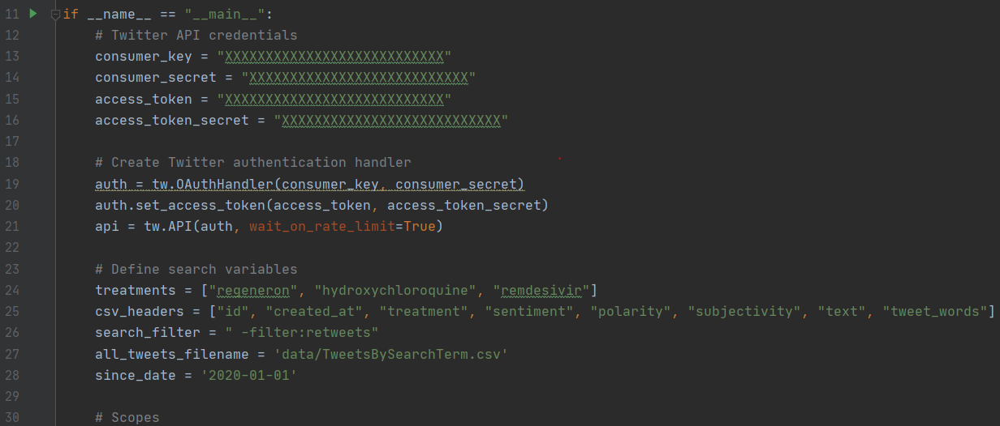 11 if __name__ == "__main__":
12 # Twitter API credentials
13 consumer_key = "XXXXXXXXXXXXXXXXXXXXXXXXXXX"
14 consumer_secret = "XXXXXXXXXXXXXXXXXXXXXXXXXXX"
15 access_token = "XXXXXXXXXXXXXXXXXXXXXXXXXXX"
16 access_token_secret = "XXXXXXXXXXXXXXXXXXXXXXXXXXX"
17
18 # Create Twitter authentication handler
19 auth = tw.OAuthHandler(consumer_key, consumer_secret)
20 auth.set_access_token(access_token, access_token_secret)
21 api = tw.API(auth, wait_on_rate_limit=True)
22
23 # Define search variables
24 treatments = ["regeneron", "hydroxychloroquine", "remdesivir"]
25 csv_headers = ["id", "created_at", "treatment", "sentiment", "polarity", "subjectivity", "text", "tweet_words"]
26 search_filter = " -filter:retweets"
27 all_tweets_filename = 'data/TweetsBySearchTerm.csv'
28 since_date = '2020-01-01'
29
30 # Scopes